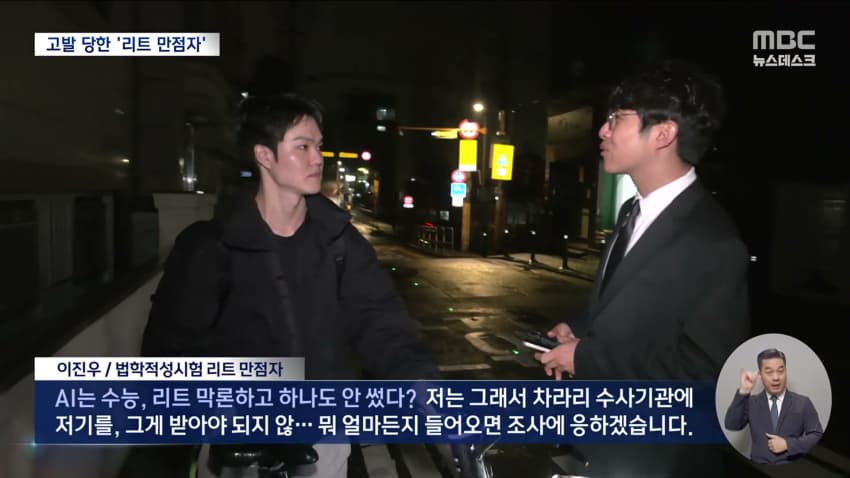 고발 당한 '리트 만점자'
MBC
뉴스데스크
이진우 / 법학적성시험 리트 만점자
AI는 수능, 리트 막론하고 하나도 안 썼다? 저는 그래서 차라리 수사기관에
저기를, 그게 받아야 되지 않... 뭐 얼마든지 들어오면 조사에 응하겠습니다.